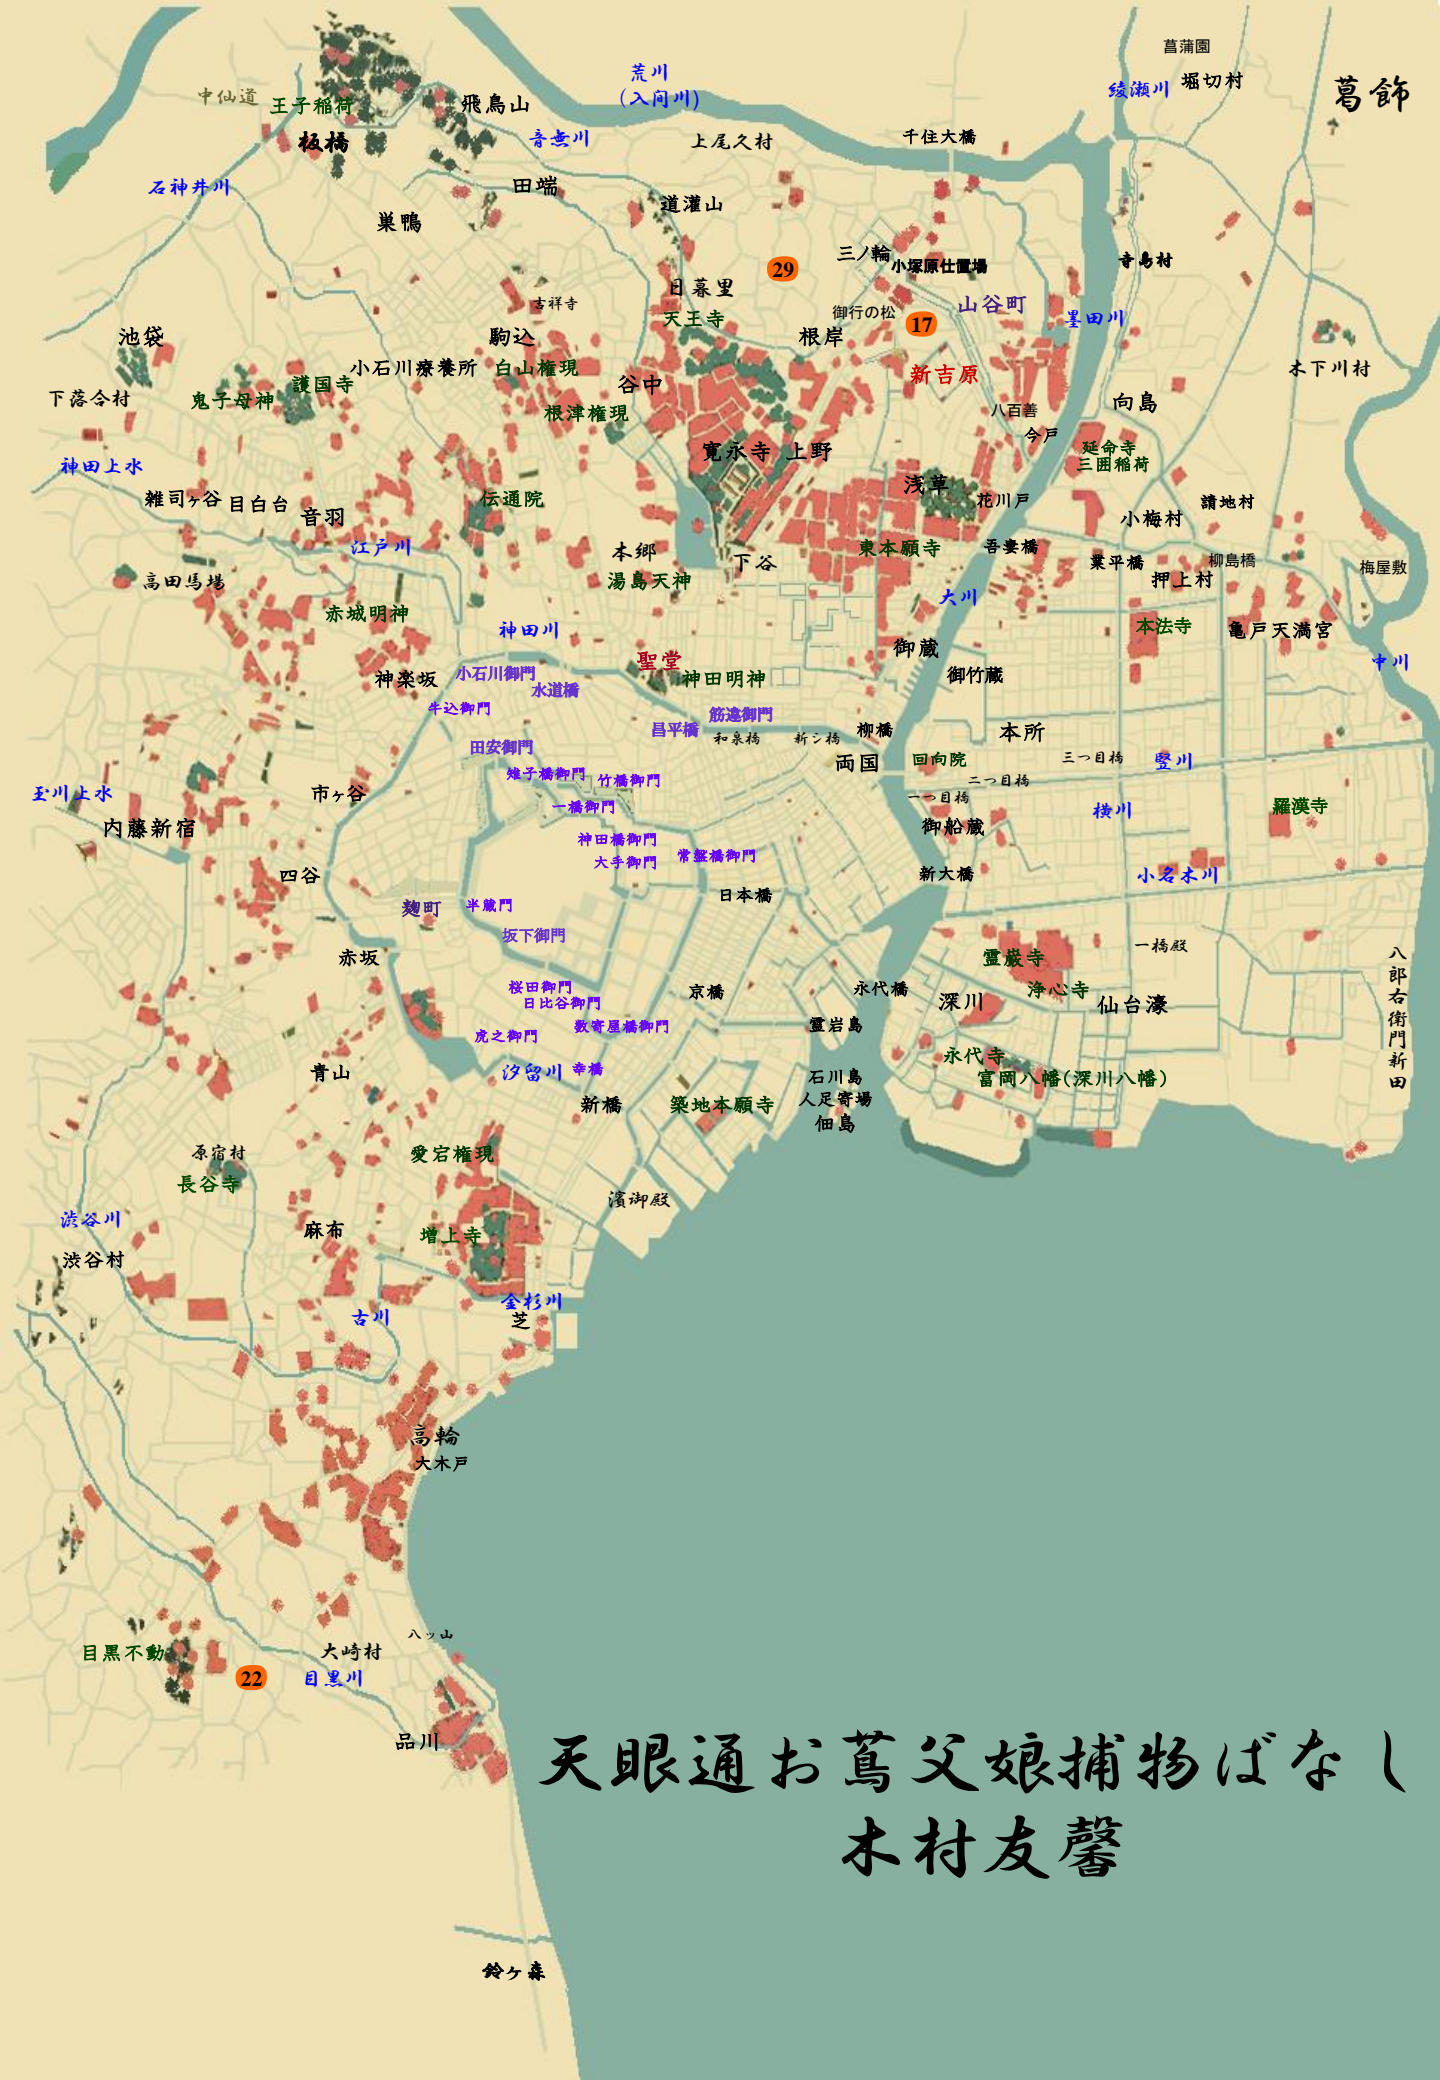 菖蒲園
荒川
(入间川)
綾瀬川
堀切村
葛飾
中仙道
王子稲荷
飛鳥山
板橋
音無川
上尾久村
千住大橋
石神井川
田端
道灌山
巣鴨
三ノ輪
小塚原仕置場
寺島村
29
日暮里
吉祥寺
山谷町
御行の松
17
墨田川
天王寺
池袋
駒込
根岸
小石川療養所
白山権現
木下川村
新吉原
護国寺
谷中
下落合村
鬼子母神
根津権現
八百善
向島
今戸
延命寺
三囲稲荷
寛永寺
上野
神田上水
浅草
雑司ヶ谷
目白台
伝通院
花川戸
請地村
音羽
小梅村
江戸川
本郷
下谷
東本願寺
吾妻橋
業平橋
柳島橋
梅屋敷
高田馬場
湯島天神
押上村
大川
赤城明神
神田川
本法寺
亀戸天満宮
御蔵
聖堂
中川
神楽坂
小石川御門
水道橋
神田明神
御竹蔵
牛込御門
筋違御門
昌平橋
和泉橋
新シ橋
柳橋
本所
田安御門
両国
回向院
三つ目橋
竪川
雉子橋御門
竹橋御門
二つ目橋
玉川上水
市ヶ谷
一橋御門
一つ目橋
横川
羅漢寺
内藤新宿
御船蔵
神田橋御門
大手御門
常盤橋御門
四谷
新大橋
小名木川
日本橋
麹町
半蔵門
坂下御門
赤坂
霊巌寺
一橋殿
八郎右衛門新田
桜田御門
日比谷御門
京橋
永代橋
浄心寺
深川
仙台濠
数寄屋橋御門
霊岩島
虎之御門
永代寺
青山
汐留川
幸橋
石川島
人足寄場
佃島
富岡八幡(深川八幡)
新橋
築地本願寺
原宿村
愛宕権現
長谷寺
濱御殿
渋谷川
麻布
増上寺
渋谷村
金杉川
古川
芝
高輪
大木戸
八ッ山
目黒不動
大崎村
22
目黒川
品川
天眼通お蔦父娘捕物ばなし
木村友馨
鈴ヶ森